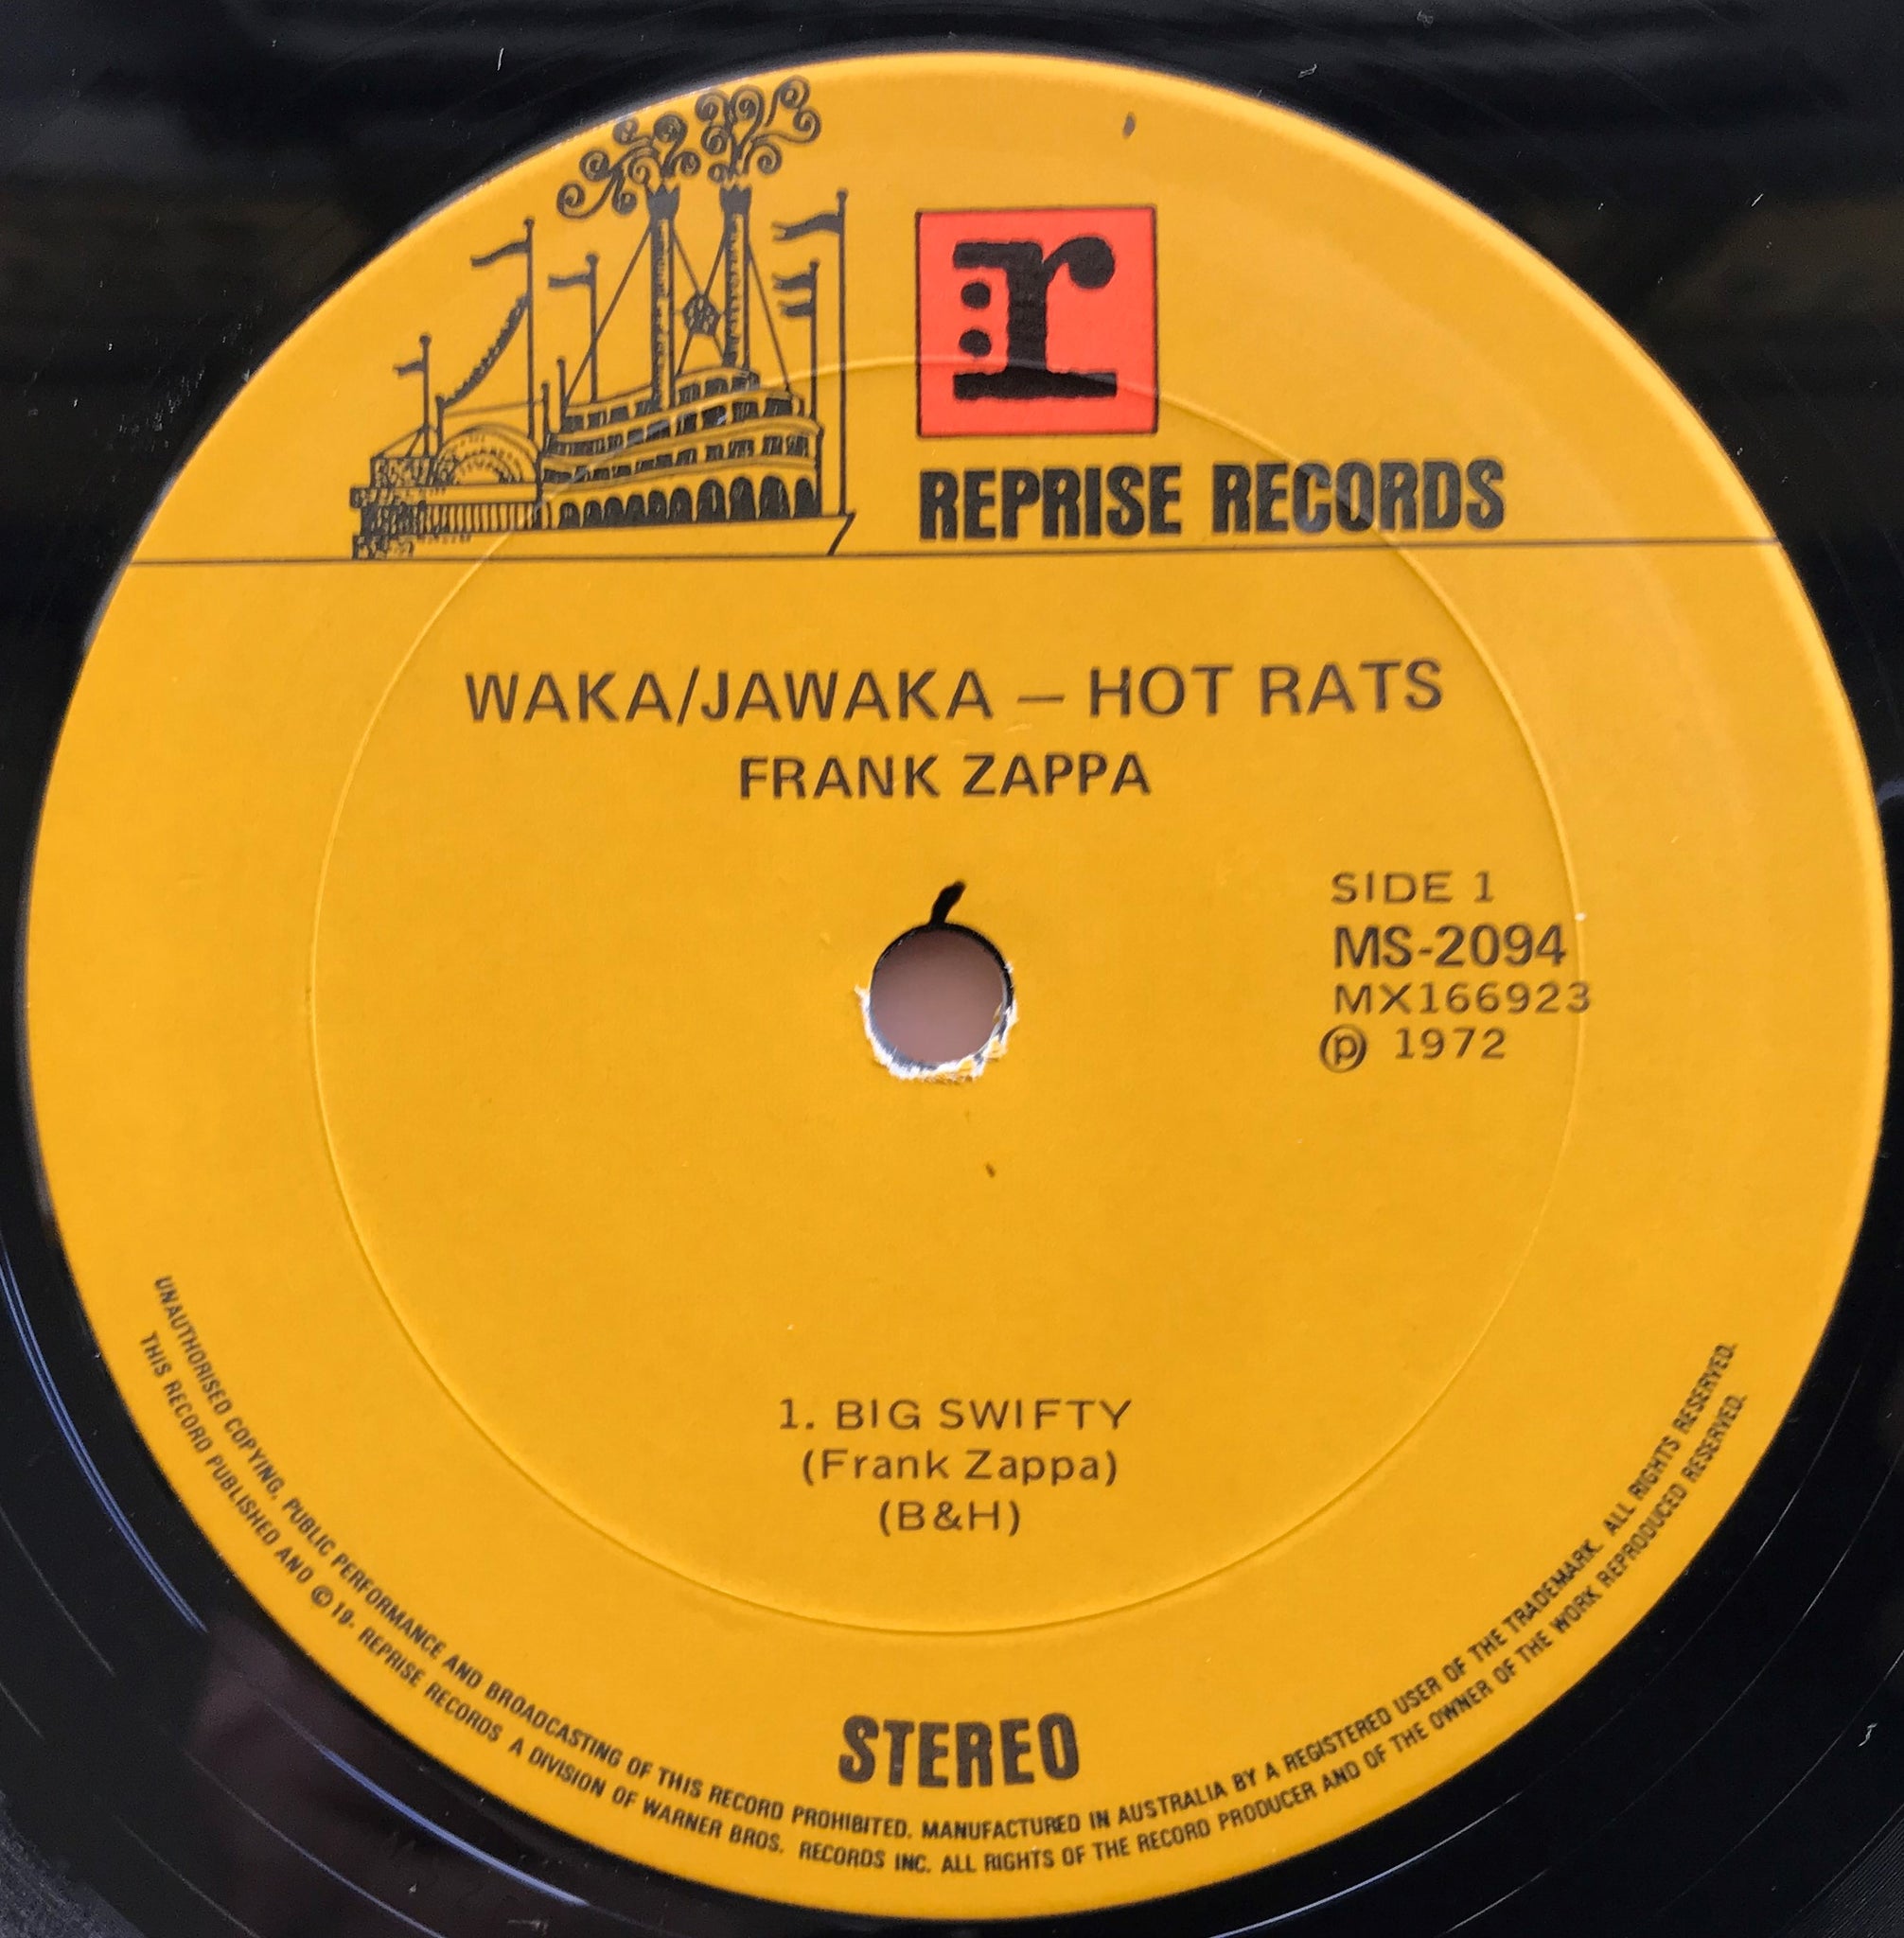 r
REPRISE RECORDS
WAKA/JAWAKA — HOT RATS
FRANK ZAPPA
SIDE 1
MS-2094
MX166923
℗ 1972
1. BIG SWIFTY
(Frank Zappa)
(B&H)
STEREO
UNAUTHORISED COPYING, PUBLIC PERFORMANCE AND BROADCASTING OF THIS RECORD PROHIBITED. MANUFACTURED IN AUSTRALIA BY A REGISTERED USER OF THE TRADEMARK. ALL RIGHTS RESERVED.
THIS RECORD PUBLISHED AND © 19- REPRISE RECORDS A DIVISION OF WARNER BROS. RECORDS INC. ALL RIGHTS OF THE RECORD PRODUCER AND OF THE OWNER OF THE WORK REPRODUCED RESERVED.